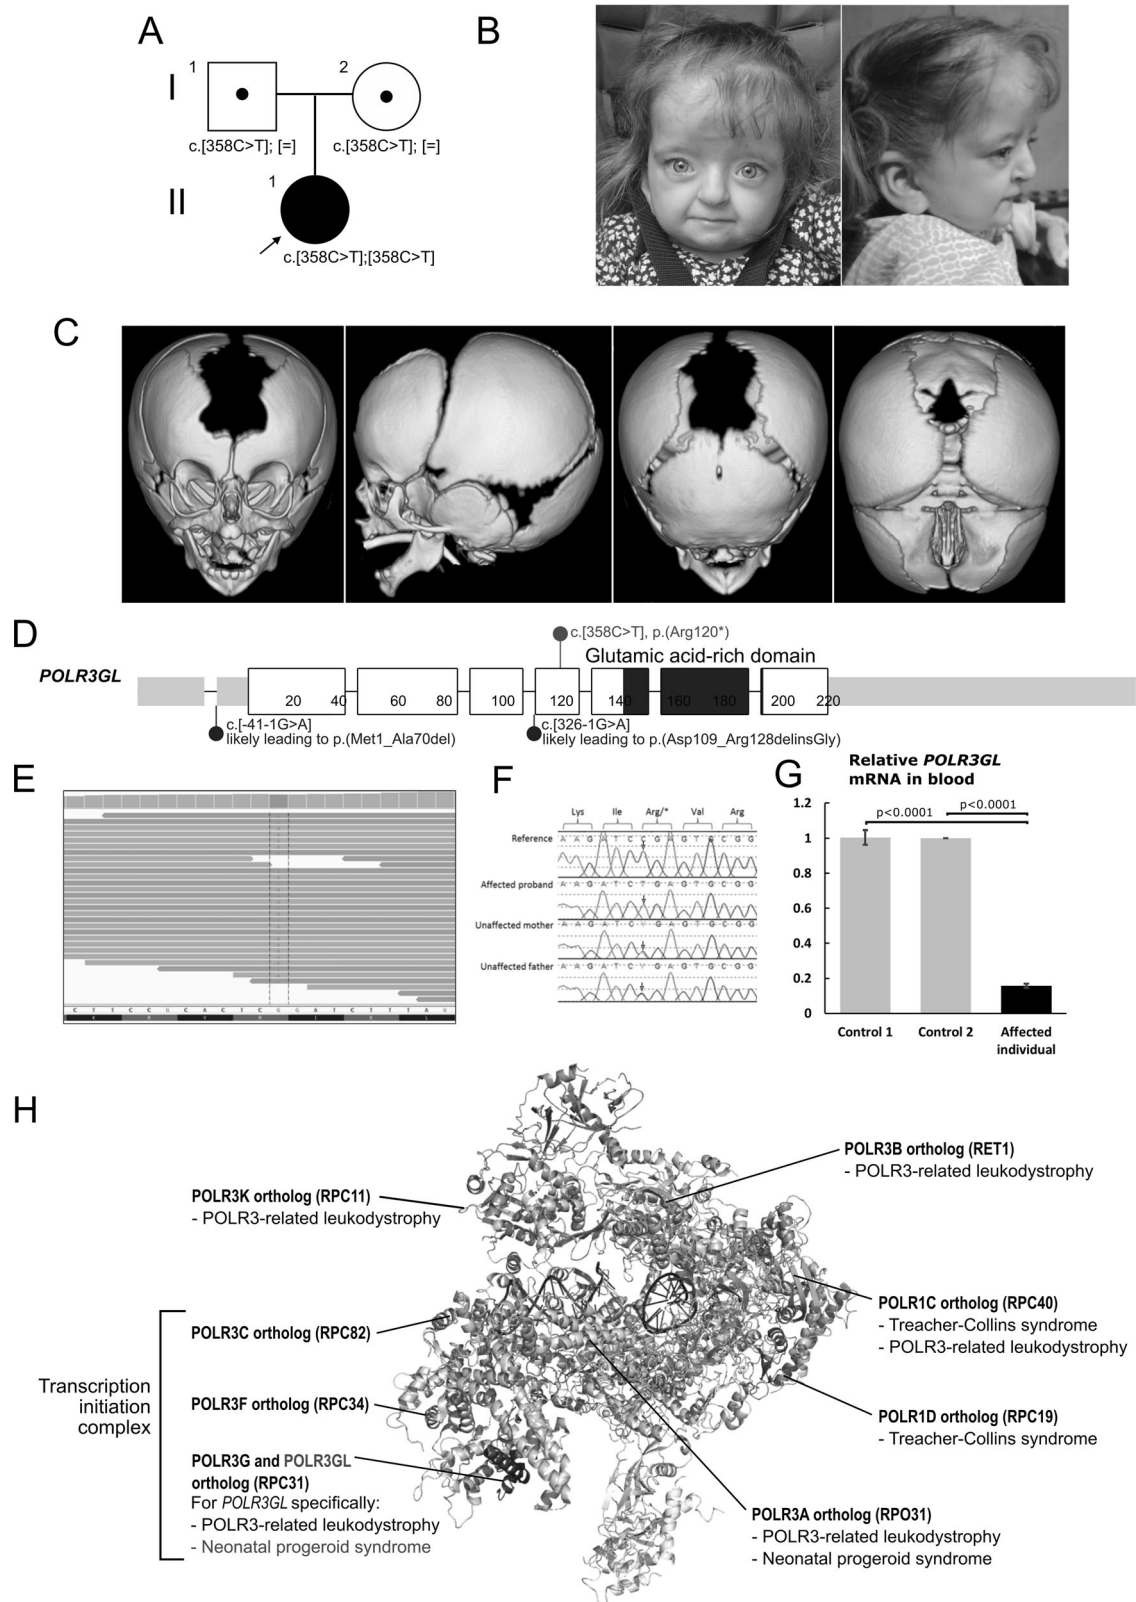 A
1
2
I
c.[358C>T]; [=]
c.[358C>T]; [=]
1
II
c.[358C>T];[358C>T]
B
C
D
c.[358C>T], p.(Arg120*)
POLR3GL
Glutamic acid-rich domain
20 40 60 80 100 120 140 160 180 200 220
c.[-41-1G>A]
likely leading to p.(Met1_Ala70del)
c.[326-1G>A]
likely leading to p.(Asp109_Arg128delinsGly)
E
C T T C C G C A C T C G G A T C T T T A G
F
Lys Ile Arg/* Val Arg
Reference
A A G A T C C G A G T G C G G
Affected proband
A A G A T C T G A G T G C G G
Unaffected mother
A A G A T C Y G A G T G C G G
Unaffected father
A A G A T C Y G A G T G C G G
G
Relative POLR3GL
mRNA in blood
1.2
1
0.8
0.6
0.4
0.2
0
p<0.0001
p<0.0001
Control 1
Control 2
Affected
individual
H
POLR3B ortholog (RET1)
- POLR3-related leukodystrophy
POLR3K ortholog (RPC11)
- POLR3-related leukodystrophy
POLR1C ortholog (RPC40)
- Treacher-Collins syndrome
- POLR3-related leukodystrophy
POLR3C ortholog (RPC82)
Transcription
initiation
complex
POLR3F ortholog (RPC34)
POLR1D ortholog (RPC19)
- Treacher-Collins syndrome
POLR3G and POLR3GL
ortholog (RPC31)
For POLR3GL specifically:
- POLR3-related leukodystrophy
- Neonatal progeroid syndrome
POLR3A ortholog (RPO31)
- POLR3-related leukodystrophy
- Neonatal progeroid syndrome